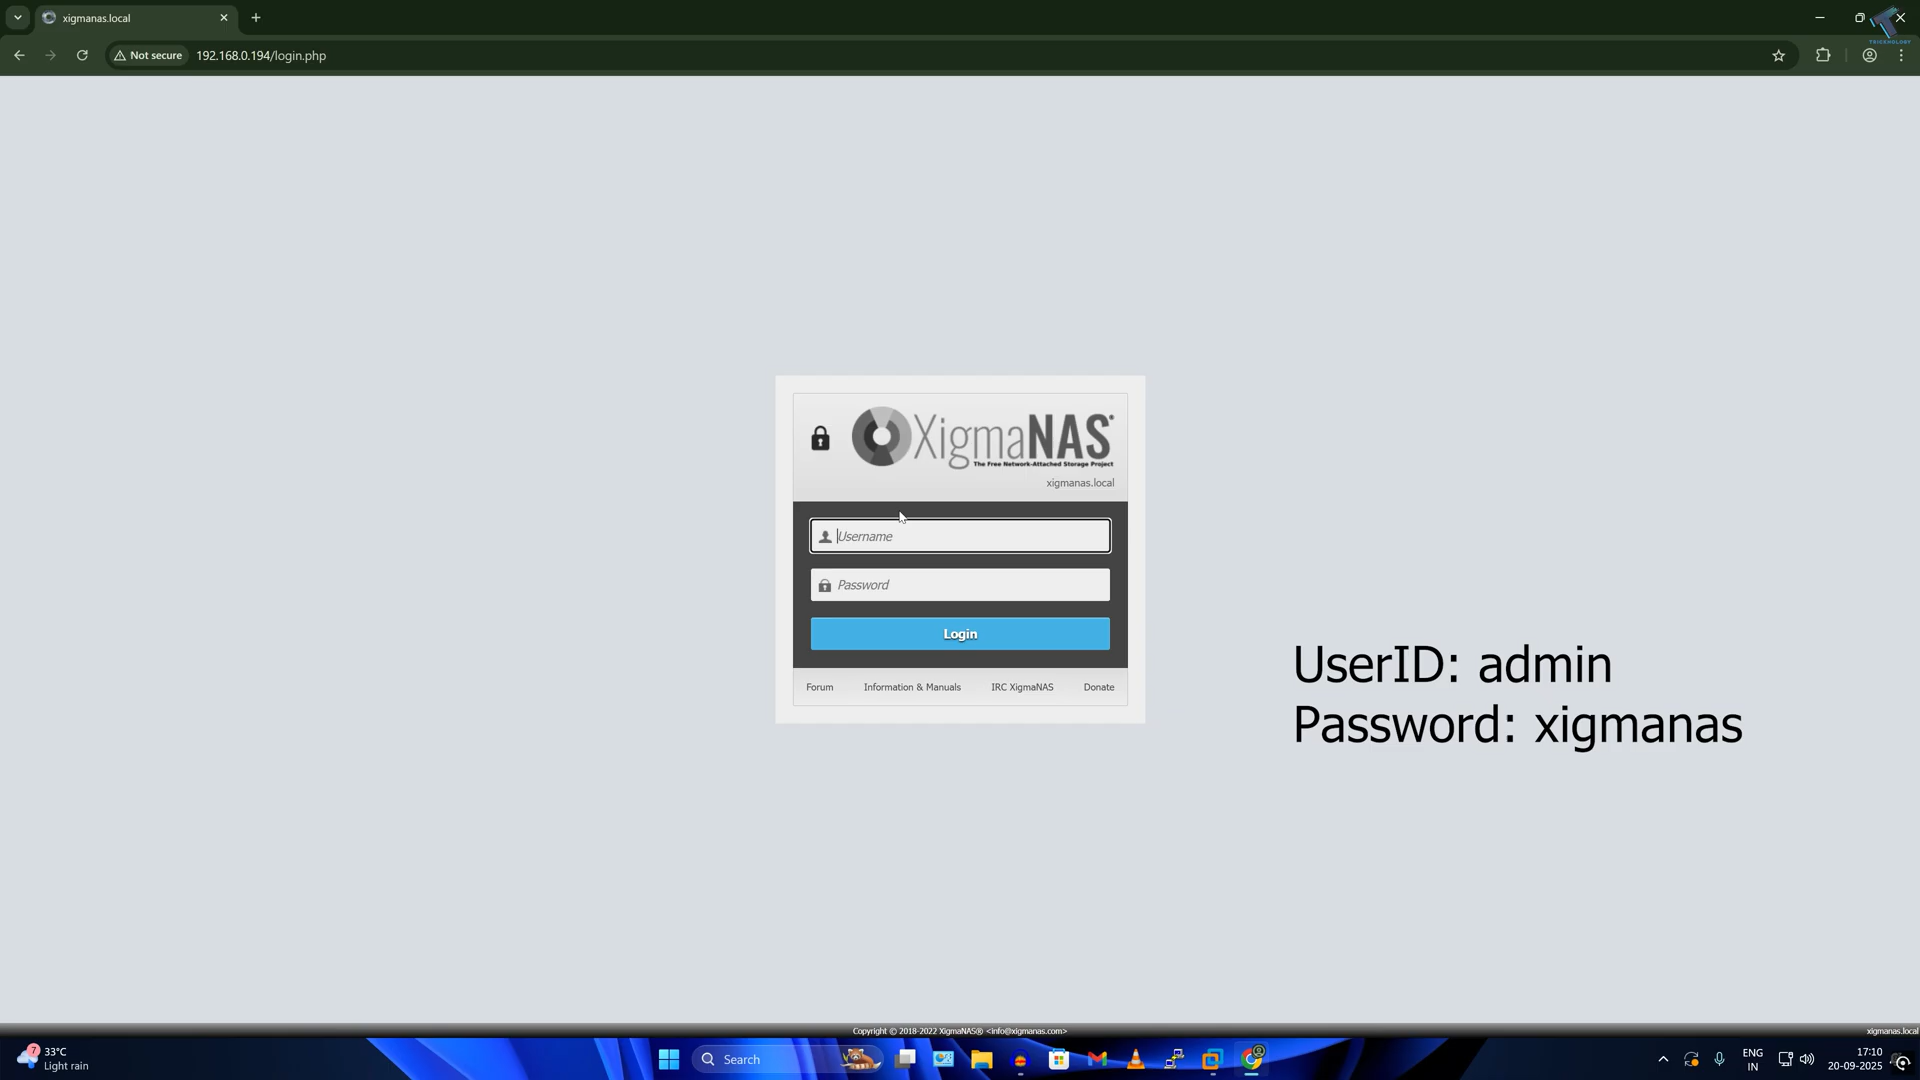 xigmanas.local
Not secure
192.168.0.194/login.php
TRICKNOLOGY
XigmaNAS®
The Free Network-Attached Storage Project
xigmanas.local
Username
Password
Login
Forum
Information & Manuals
IRC XigmaNAS
Donate
UserID: admin
Password: xigmanas
Copyright © 2018-2022 XigmaNAS® <info@xigmanas.com>
xigmanas.local
7
33°C
Light rain
Search
ENG
IN
17:10
20-09-2025